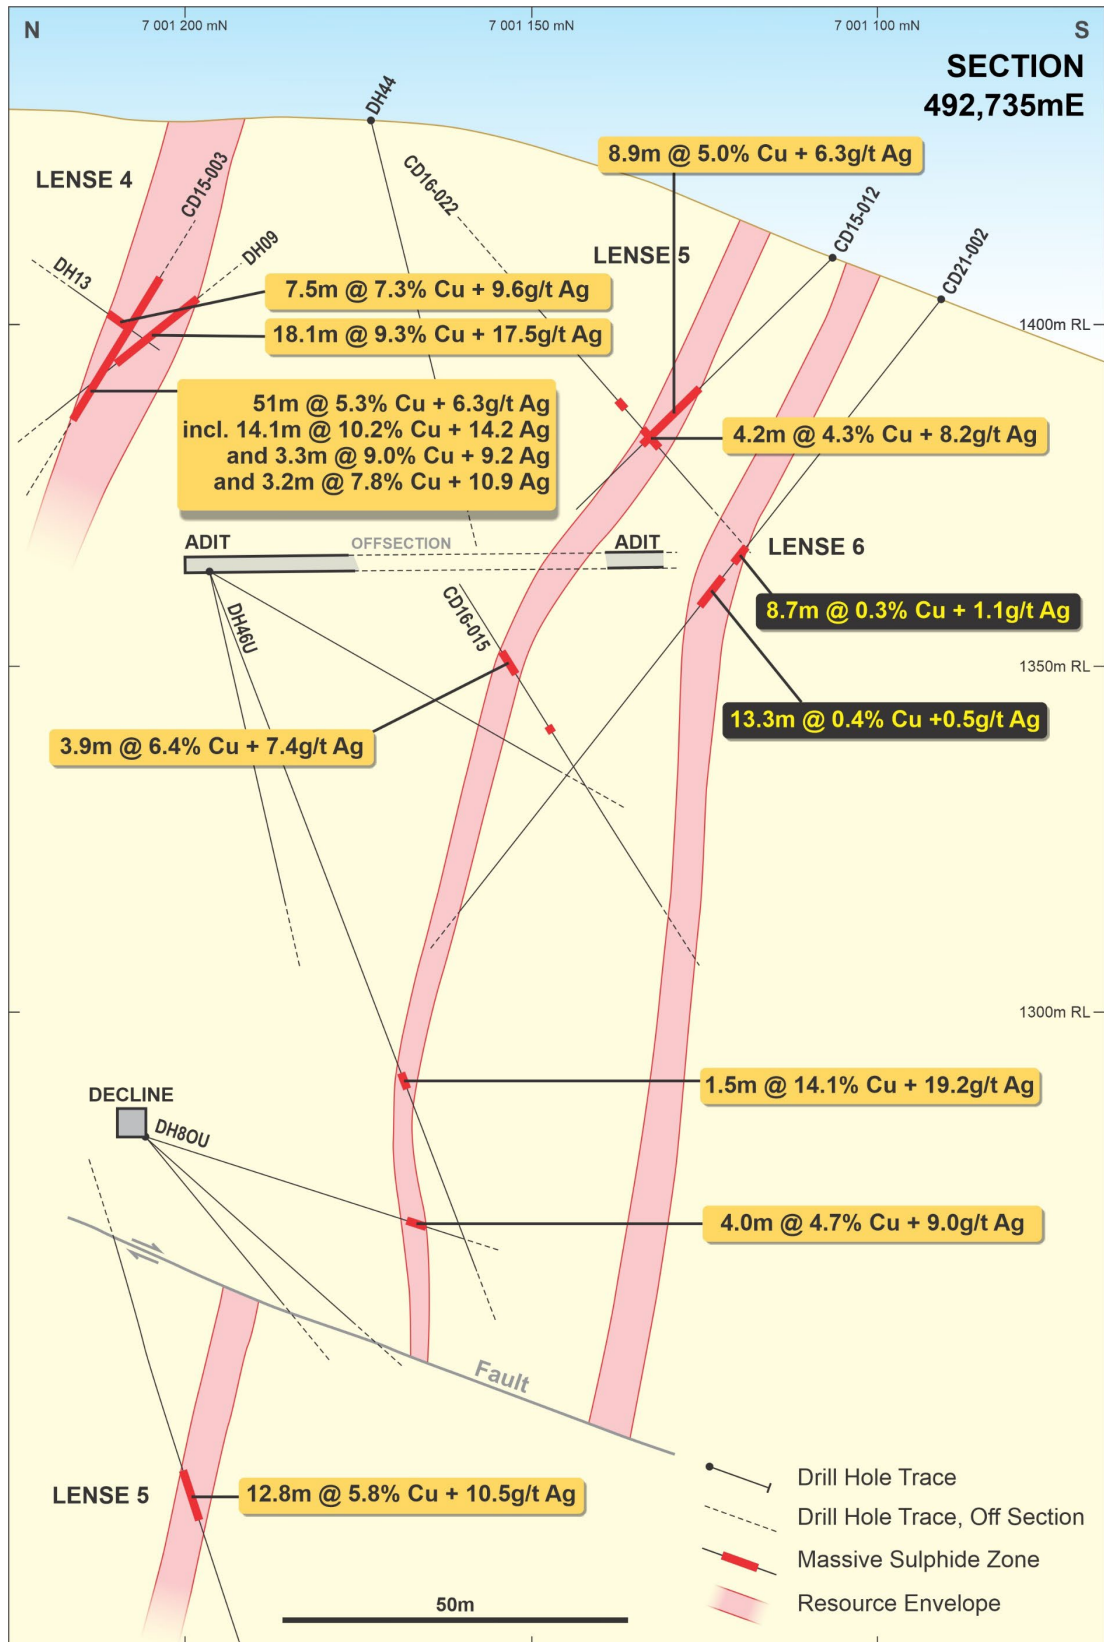 N
7 001 200 mN
7 001 150 mN
7 001 100 mN
S
SECTION
492,735mE
DH44
8.9m @ 5.0% Cu + 6.3g/t Ag
LENSE 4
CD15-003
CD16-022
CD15-012
DH09
LENSE 5
CD21-002
DH13
7.5m @ 7.3% Cu + 9.6g/t Ag
18.1m @ 9.3% Cu + 17.5g/t Ag
1400m RL
51m @ 5.3% Cu + 6.3g/t Ag
incl. 14.1m @ 10.2% Cu + 14.2 Ag
and 3.3m @ 9.0% Cu + 9.2 Ag
and 3.2m @ 7.8% Cu + 10.9 Ag
4.2m @ 4.3% Cu + 8.2g/t Ag
ADIT
OFFSECTION
ADIT
LENSE 6
DH46U
CD16-015
8.7m @ 0.3% Cu + 1.1g/t Ag
1350m RL
13.3m @ 0.4% Cu +0.5g/t Ag
3.9m @ 6.4% Cu + 7.4g/t Ag
1300m RL
1.5m @ 14.1% Cu + 19.2g/t Ag
DECLINE
DH8OU
4.0m @ 4.7% Cu + 9.0g/t Ag
Fault
LENSE 5
12.8m @ 5.8% Cu + 10.5g/t Ag
Drill Hole Trace
Drill Hole Trace, Off Section
Massive Sulphide Zone
Resource Envelope
50m